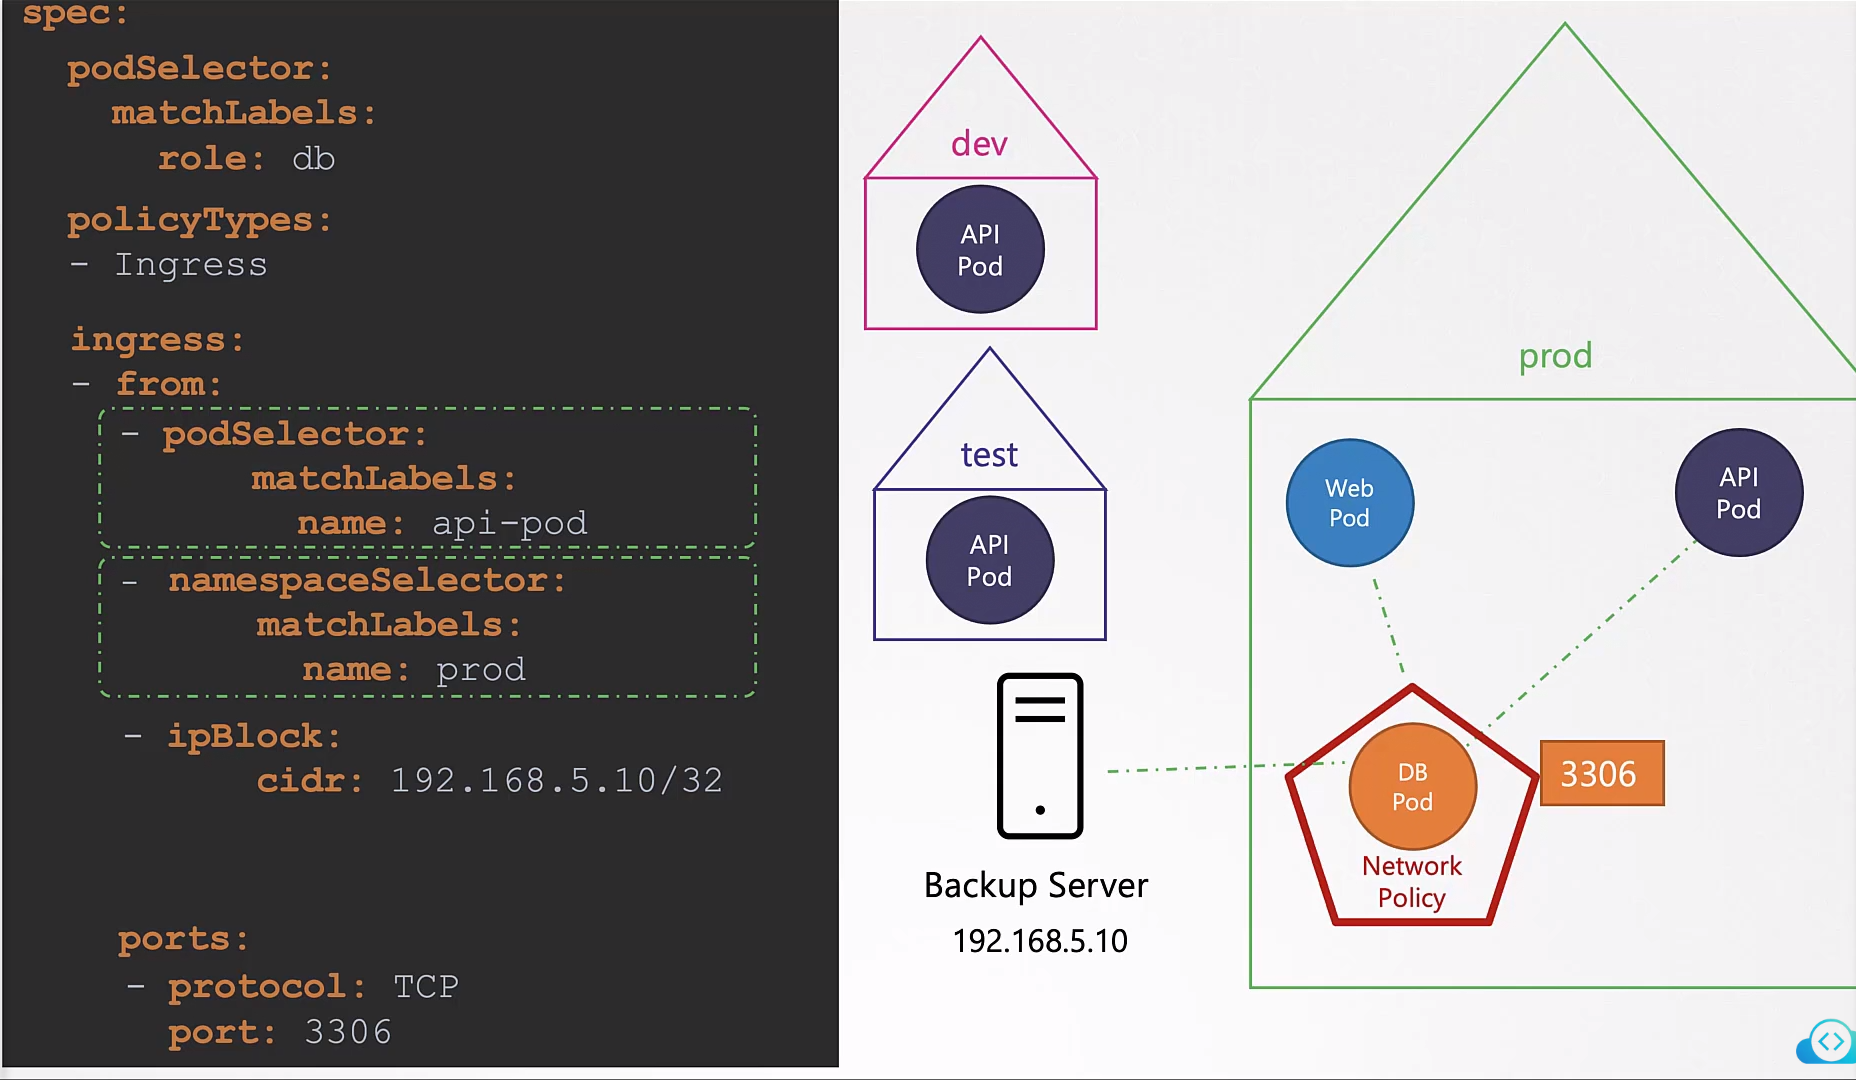 spec:
podSelector:
matchLabels:
role: db
policyTypes:
- Ingress
ingress:
- from:
- podSelector:
matchLabels:
name: api-pod
- namespaceSelector:
matchLabels:
name: prod
- ipBlock:
cidr: 192.168.5.10/32
ports:
- protocol: TCP
port: 3306
dev
API
Pod
test
API
Pod
Backup Server
192.168.5.10
prod
Web
Pod
API
Pod
DB
Pod
Network
Policy
3306